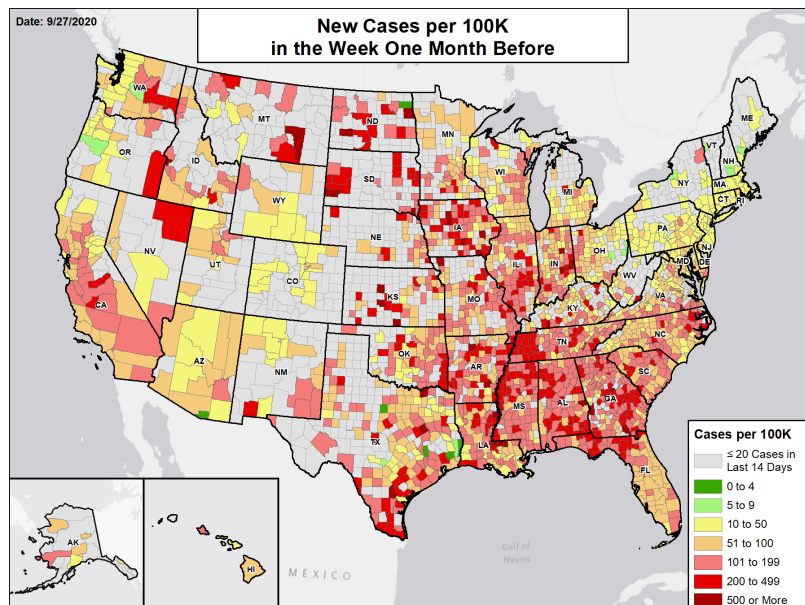 Date: 9/27/2020
New Cases per 100K
in the Week One Month Before
WA
MT
ND
MN
ME
OR
ID
SD
WI
MI
VT
NH
NY
MA
CT
RI
WY
IA
NE
PA
NJ
NV
UT
CO
IL
IN
OH
MD
DE
WV
VA
CA
KS
MO
KY
NC
TN
AZ
NM
OK
AR
SC
MS
AL
GA
TX
LA
FL
AK
HI
MÉXICO
Gulf of
Mexico
Cases per 100K
≤ 20 Cases in
Last 14 Days
0 to 4
5 to 9
10 to 50
51 to 100
101 to 199
200 to 499
500 or More